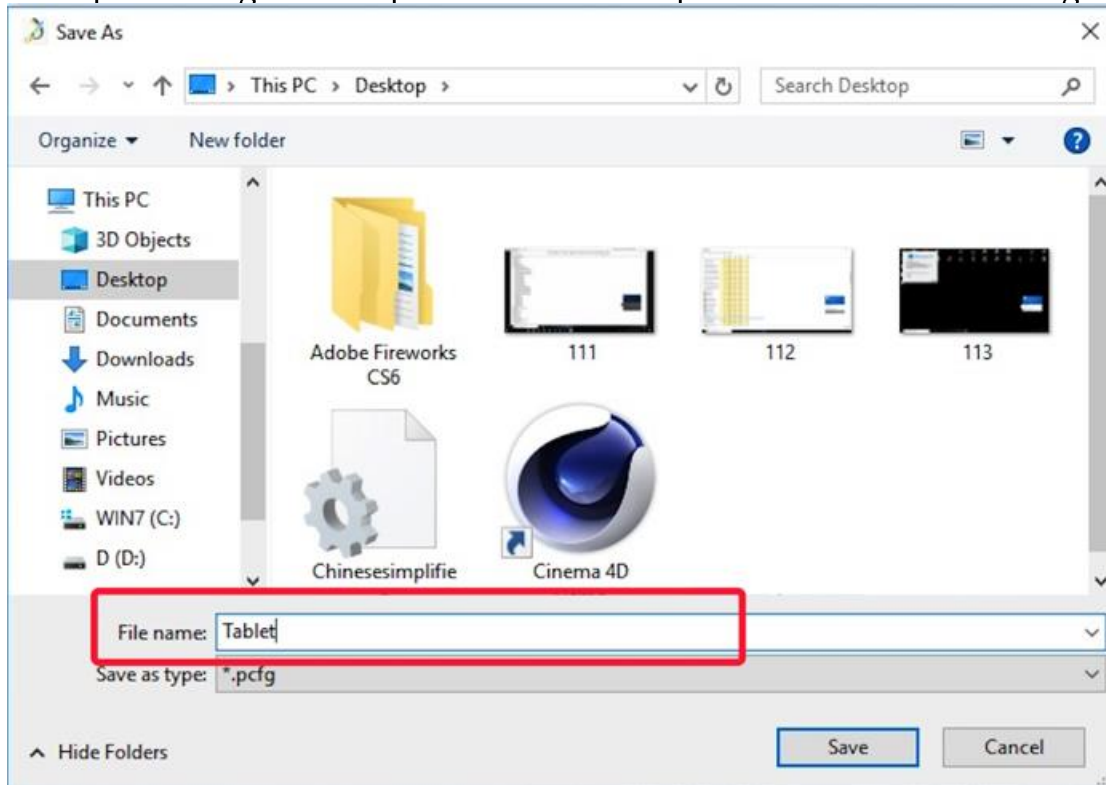 Save As
This PC > Desktop >
Search Desktop
Organize
New folder
This PC
3D Objects
Desktop
Documents
Downloads
Music
Pictures
Videos
WIN7 (C:)
D (D:)
Adobe Fireworks
CS6
111
112
113
Chinesesimplifie
Cinema 4D
File name: Tablet
Save as type: *.pcfg
Hide Folders
Save
Cancel